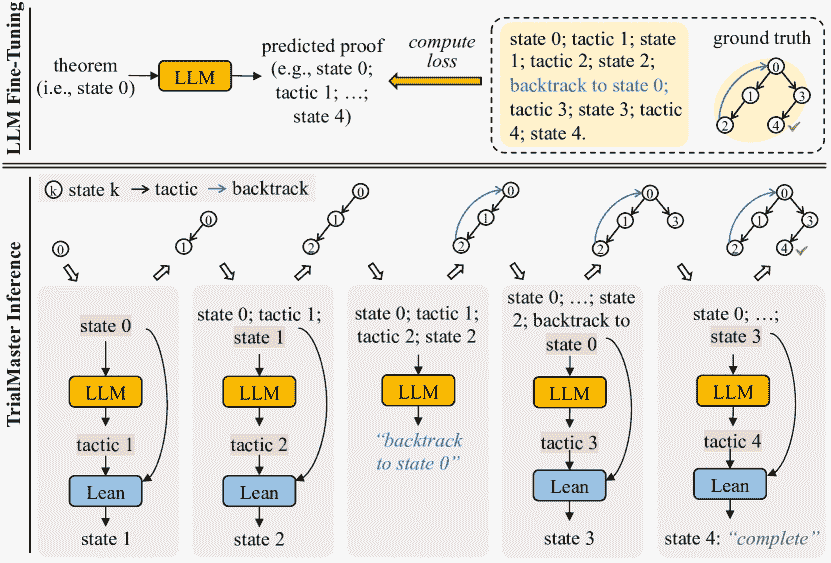 LLM Fine-Tuning
theorem
(i.e., state 0)
LLM
predicted proof
(e.g., state 0;
tactic 1; …;
state 4)
compute
loss
state 0; tactic 1; state
1; tactic 2; state 2;
backtrack to state 0;
tactic 3; state 3; tactic
4; state 4.
ground truth
0
1
3
2
4
TrialMaster Inference
k state k
tactic
backtrack
0
0
1
0
1
2
0
1
2
0
1
3
2
0
1
3
2
4
state 0
LLM
tactic 1
Lean
state 1
state 0; tactic 1;
state 1
LLM
tactic 2
Lean
state 2
state 0; tactic 1;
tactic 2; state 2
LLM
“backtrack
to state 0”
state 0; …; state
2; backtrack to
state 0
LLM
tactic 3
Lean
state 3
state 0; …;
state 3
LLM
tactic 4
Lean
state 4: “complete”